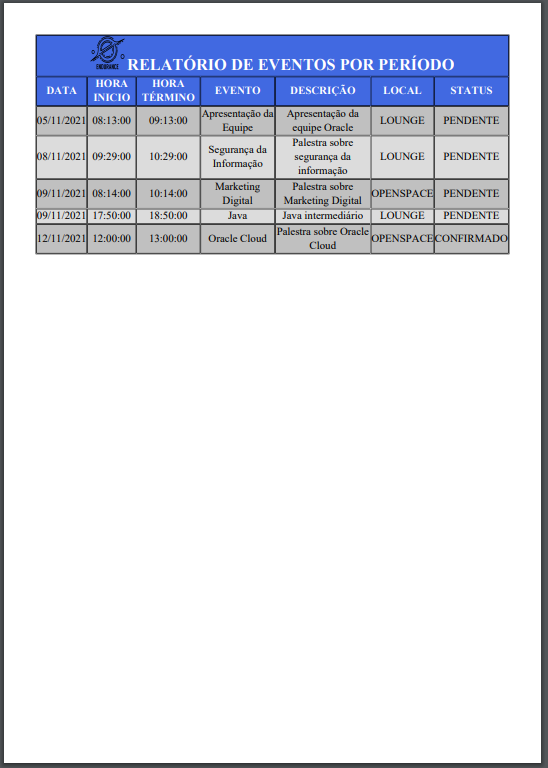 ENDURANCE
RELATÓRIO DE EVENTOS POR PERÍODO
DATA HORA INICIO HORA TÉRMINO EVENTO DESCRIÇÃO LOCAL STATUS
05/11/2021 08:13:00 09:13:00 Apresentação da Equipe Apresentação da equipe Oracle LOUNGE PENDENTE
08/11/2021 09:29:00 10:29:00 Segurança da Informação Palestra sobre segurança da informação LOUNGE PENDENTE
09/11/2021 08:14:00 10:14:00 Marketing Digital Palestra sobre Marketing Digital OPENSPACE PENDENTE
09/11/2021 17:50:00 18:50:00 Java Java intermediário LOUNGE PENDENTE
12/11/2021 12:00:00 13:00:00 Oracle Cloud Palestra sobre Oracle Cloud OPENSPACE CONFIRMADO